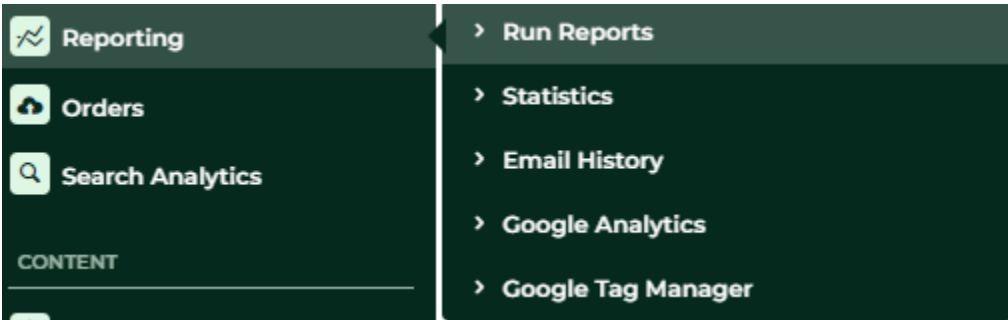 Reporting
Orders
Search Analytics
CONTENT
Run Reports
Statistics
Email History
Google Analytics
Google Tag Manager